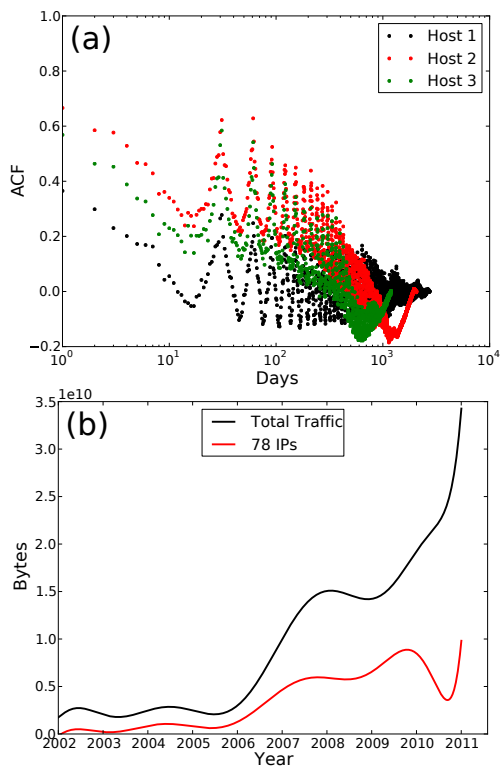 (a)
Host 1
Host 2
Host 3
1.0
0.8
0.6
0.4
0.2
0.0
−0.2
ACF
10^0
10^1
10^2
10^3
10^4
Days
1e10
(b)
Total Traffic
78 IPs
3.5
3.0
2.5
2.0
1.5
1.0
0.5
0.0
Bytes
2002 2003 2004 2005 2006 2007 2008 2009 2010 2011
Year